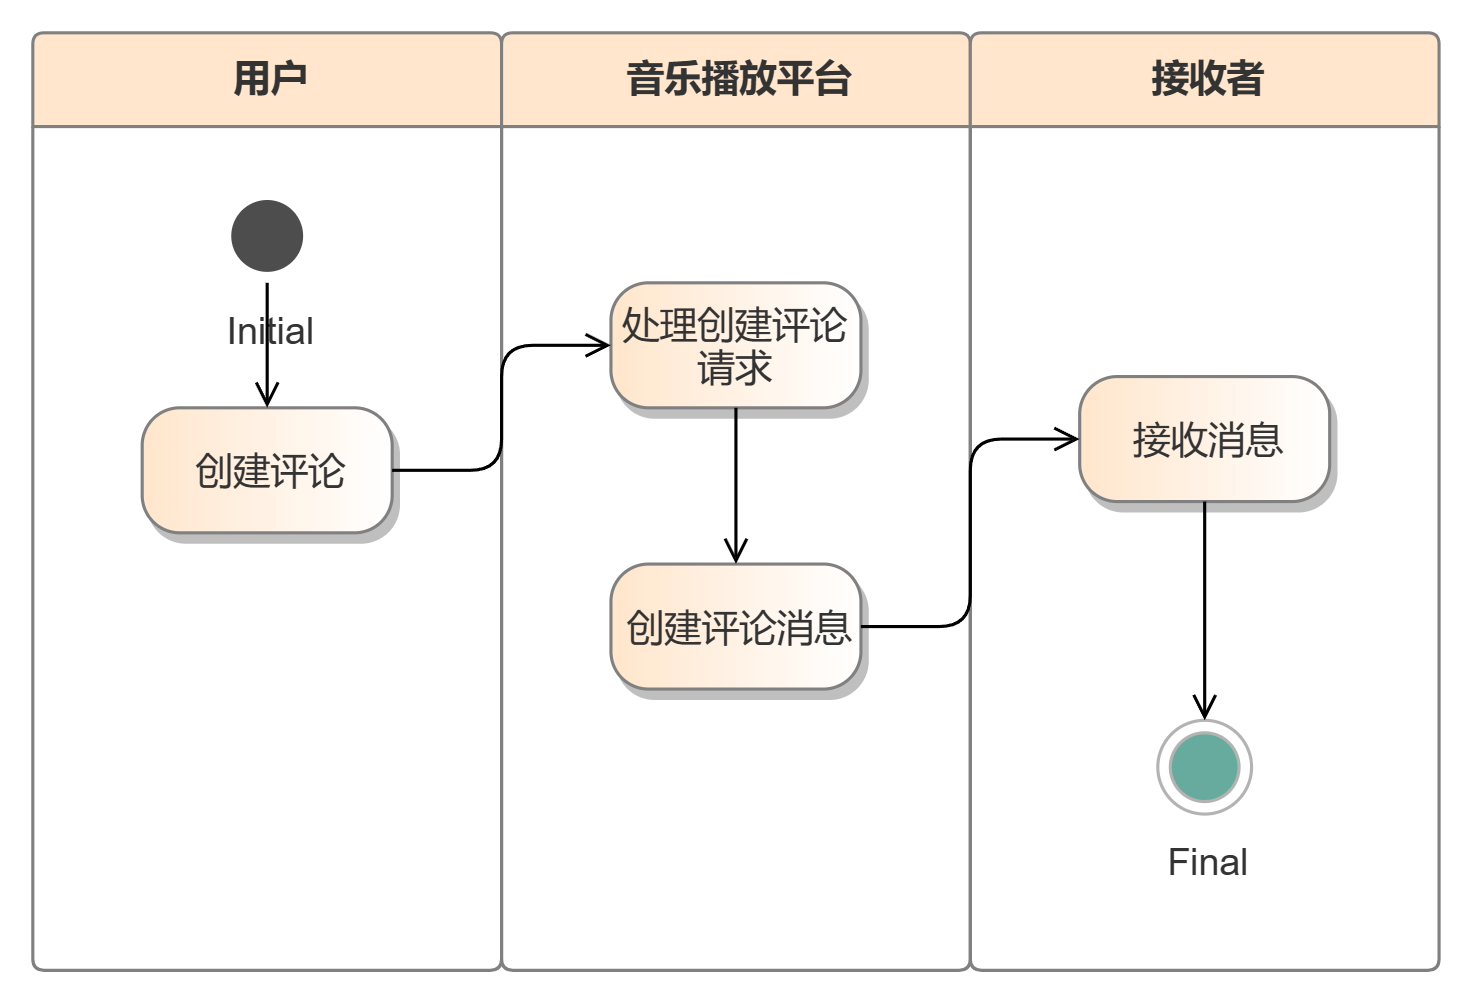 用户
音乐播放平台
接收者
Initial
创建评论
处理创建评论
请求
创建评论消息
接收消息
Final